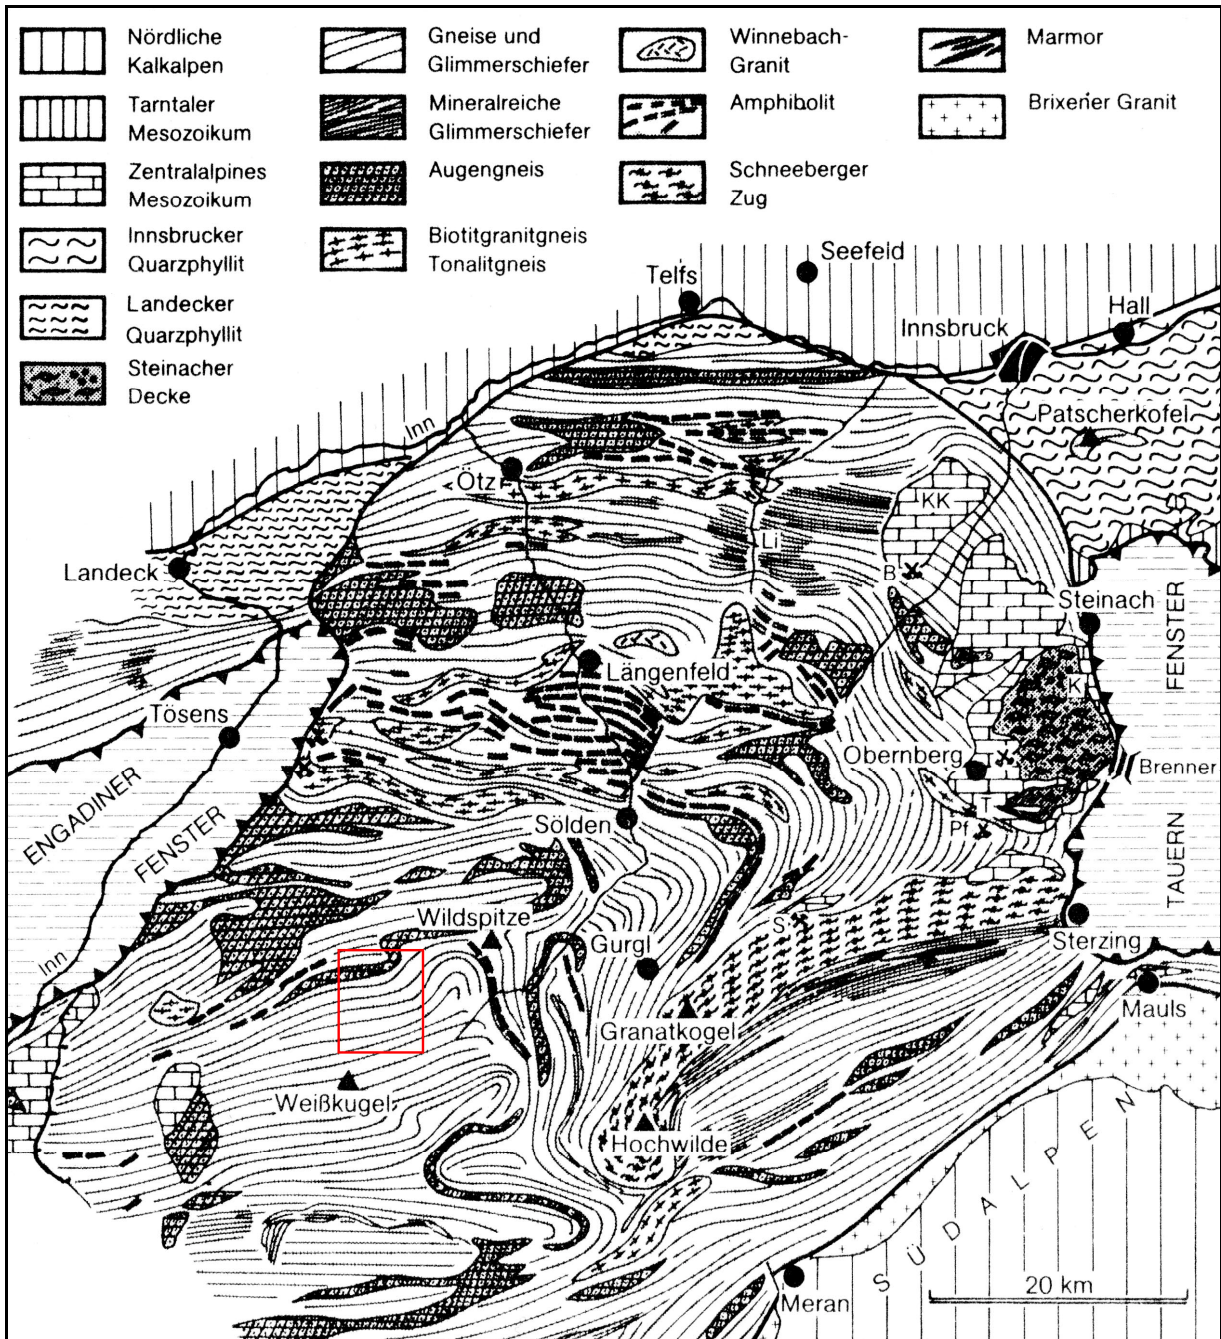 Nördliche
Kalkalpen
Tarntaler
Mesozoikum
Zentralalpines
Mesozoikum
Innsbrucker
Quarzphyllit
Landecker
Quarzphyllit
Steinacher
Decke
Gneise und
Glimmerschiefer
Mineralreiche
Glimmerschiefer
Augengneis
Biotitgranitgneis
Tonalitgneis
Winnebach-
Granit
Amphibolit
Schneeberger
Zug
Marmor
Brixener Granit
Seefeld
Telfs
Hall
Innsbruck
Inn
Patscherkofel
Ötz
KK
Li
Landeck
B
Steinach
FENSTER
Längenfeld
K
Tösens
Obernberg
Brenner
T
ENGADINER
FENSTER
Sölden
Pf
TAUERN
Wildspitze
S
Gurgl
Sterzing
Inn
Mauls
Granatkogel
Weißkugel
Hochwilde
SÜDALPEN
20 km
Meran